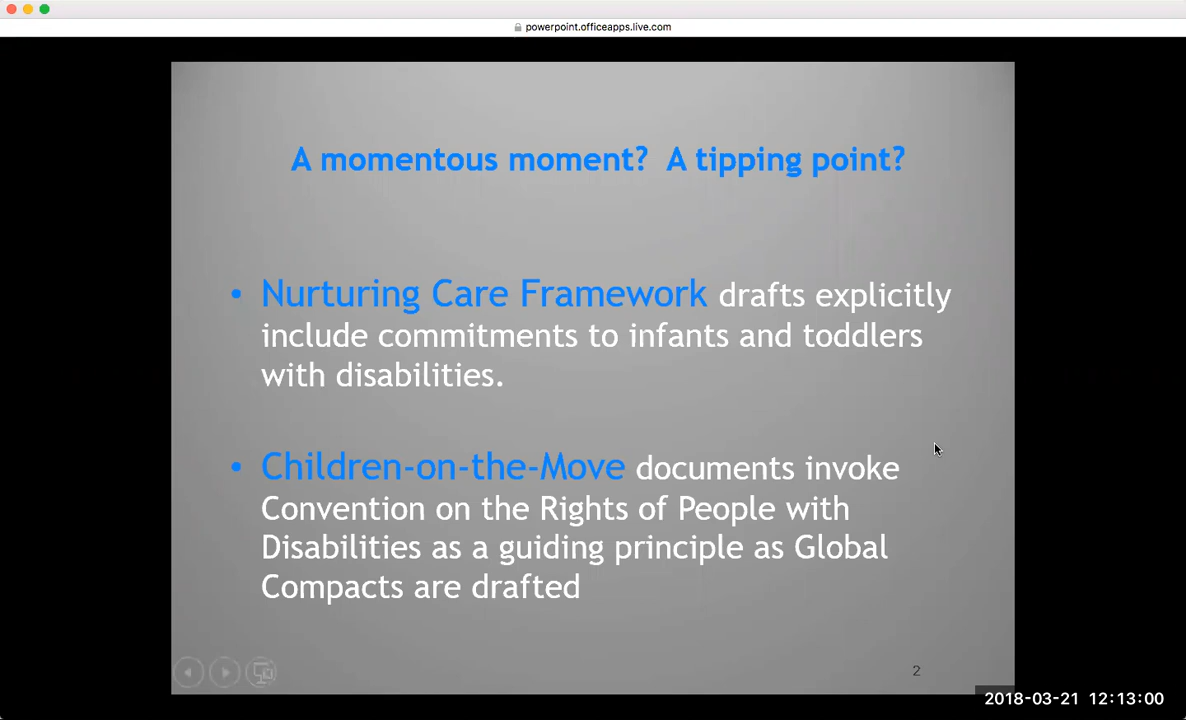 powerpoint.officeapps.live.com
A momentous moment? A tipping point?
• Nurturing Care Framework drafts explicitly
include commitments to infants and toddlers
with disabilities.
• Children-on-the-Move documents invoke
Convention on the Rights of People with
Disabilities as a guiding principle as Global
Compacts are drafted
2
2018-03-21 12:13:00